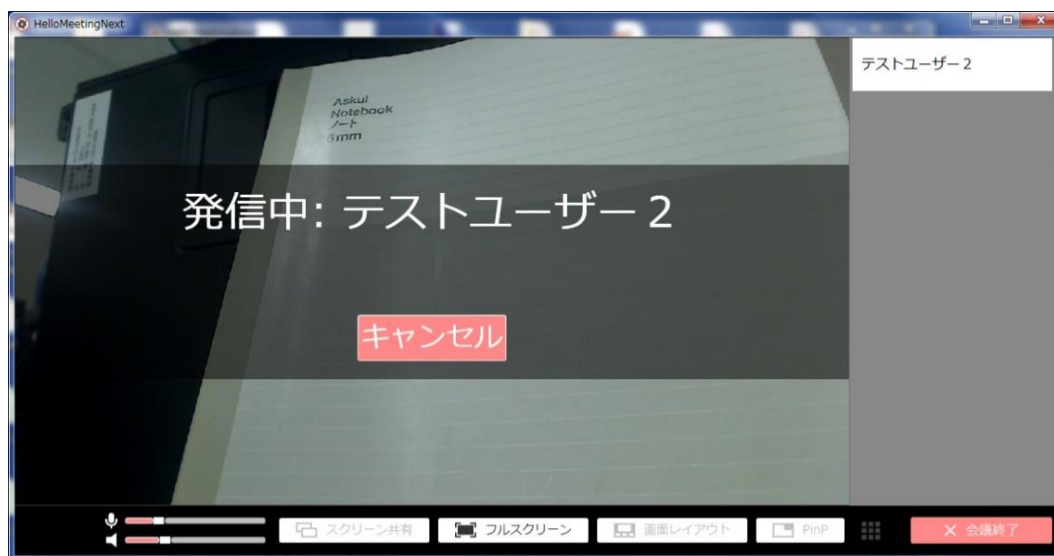 HelloMeetingNext
テストユーザー２
Askul
Notebook
ノート
6mm
発信中: テストユーザー２
キャンセル
スクリーン共有
フルスクリーン
画面レイアウト
PinP
× 会議終了